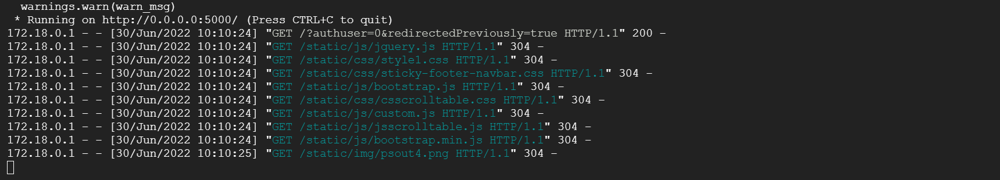 warnings.warn(warn_msg)
* Running on http://0.0.0.0:5000/ (Press CTRL+C to quit)
172.18.0.1 - - [30/Jun/2022 10:10:24] "GET /?authuser=0&redirectedPreviously=true HTTP/1.1" 200 -
172.18.0.1 - - [30/Jun/2022 10:10:24] "GET /static/js/jquery.js HTTP/1.1" 304 -
172.18.0.1 - - [30/Jun/2022 10:10:24] "GET /static/css/style1.css HTTP/1.1" 304 -
172.18.0.1 - - [30/Jun/2022 10:10:24] "GET /static/css/sticky-footer-navbar.css HTTP/1.1" 304 -
172.18.0.1 - - [30/Jun/2022 10:10:24] "GET /static/js/bootstrap.js HTTP/1.1" 304 -
172.18.0.1 - - [30/Jun/2022 10:10:24] "GET /static/css/csscrolltable.css HTTP/1.1" 304 -
172.18.0.1 - - [30/Jun/2022 10:10:24] "GET /static/js/custom.js HTTP/1.1" 304 -
172.18.0.1 - - [30/Jun/2022 10:10:24] "GET /static/js/jsscrolltable.js HTTP/1.1" 304 -
172.18.0.1 - - [30/Jun/2022 10:10:24] "GET /static/js/bootstrap.min.js HTTP/1.1" 304 -
172.18.0.1 - - [30/Jun/2022 10:10:25] "GET /static/img/psout4.png HTTP/1.1" 304 -